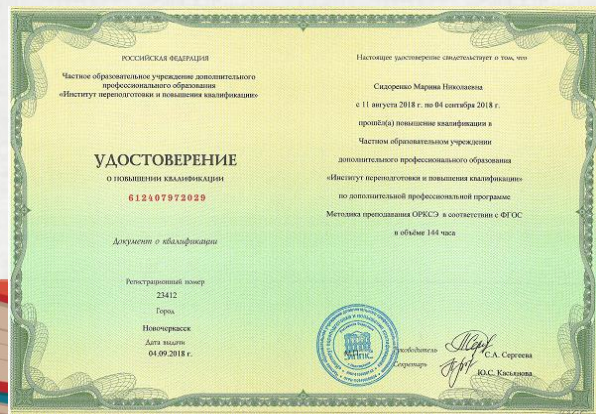 РОССИЙСКАЯ ФЕДЕРАЦИЯ
Частное образовательное учреждение дополнительного
профессионального образования
«Институт переподготовки и повышения квалификации»
УДОСТОВЕРЕНИЕ
О ПОВЫШЕНИИ КВАЛИФИКАЦИИ
612407972029
Документ о квалификации
Регистрационный номер
23412
Город
Новочеркасск
Дата выдачи
04.09.2018 г.
Настоящее удостоверение свидетельствует о том, что
Сидоренко Марина Николаевна
с 11 августа 2018 г. по 04 сентября 2018 г.
прошёл(а) повышение квалификации в
Частном образовательном учреждении
дополнительного профессионального образования
«Институт переподготовки и повышения квалификации»
по дополнительной профессиональной программе
Методика преподавания ОРКСЭ в соответствии с ФГОС
в объёме 144 часа
Руководитель
С.А. Сергеева
Секретарь
Ю.С. Касьянова